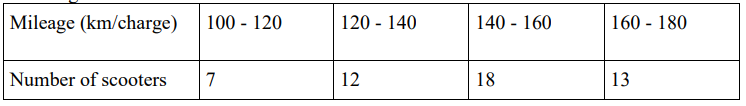 Mileage (km/charge) 100 - 120 120 - 140 140 - 160 160 - 180
Number of scooters 7 12 18 13